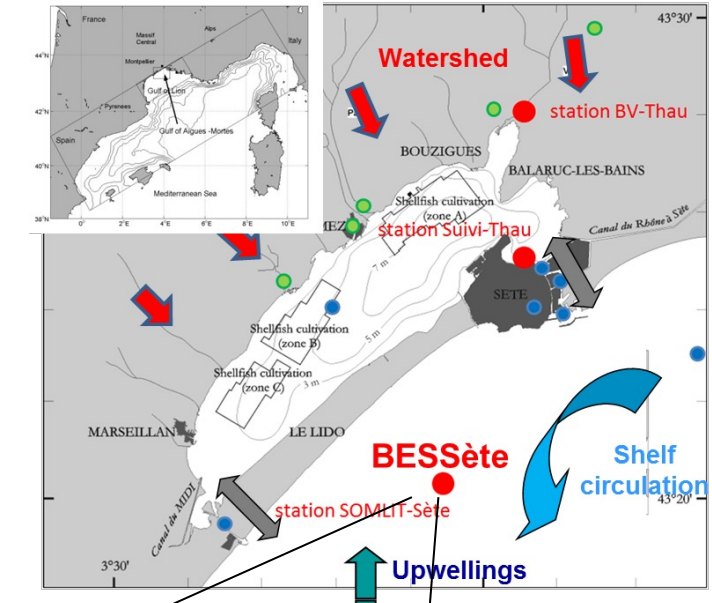 France
Alps
Massif
Central
Italy
44°N
Montpellier
Gulf of Lion
42°N
Pyrenees
Gulf of Aigues -Mortes
Spain
40°N
Mediterranean Sea
38°N
0°
2°E
4°E
6°E
8°E
10°E
43°30'
Watershed
station BV-Thau
BOUZIGUES
BALARUC-LES-BAINS
Shellfish cultivation
(zone A)
Canal du Rhône à Sète
MEZ
station Suivi-Thau
7 m
SETE
Shellfish cultivation
(zone B)
5 m
Shellfish cultivation
(zone C)
3 m
MARSEILLAN
LE LIDO
BESSète
Shelf
circulation
43°20'
station SOMLIT-Sète
Canal du MIDI
Upwellings
3°30'